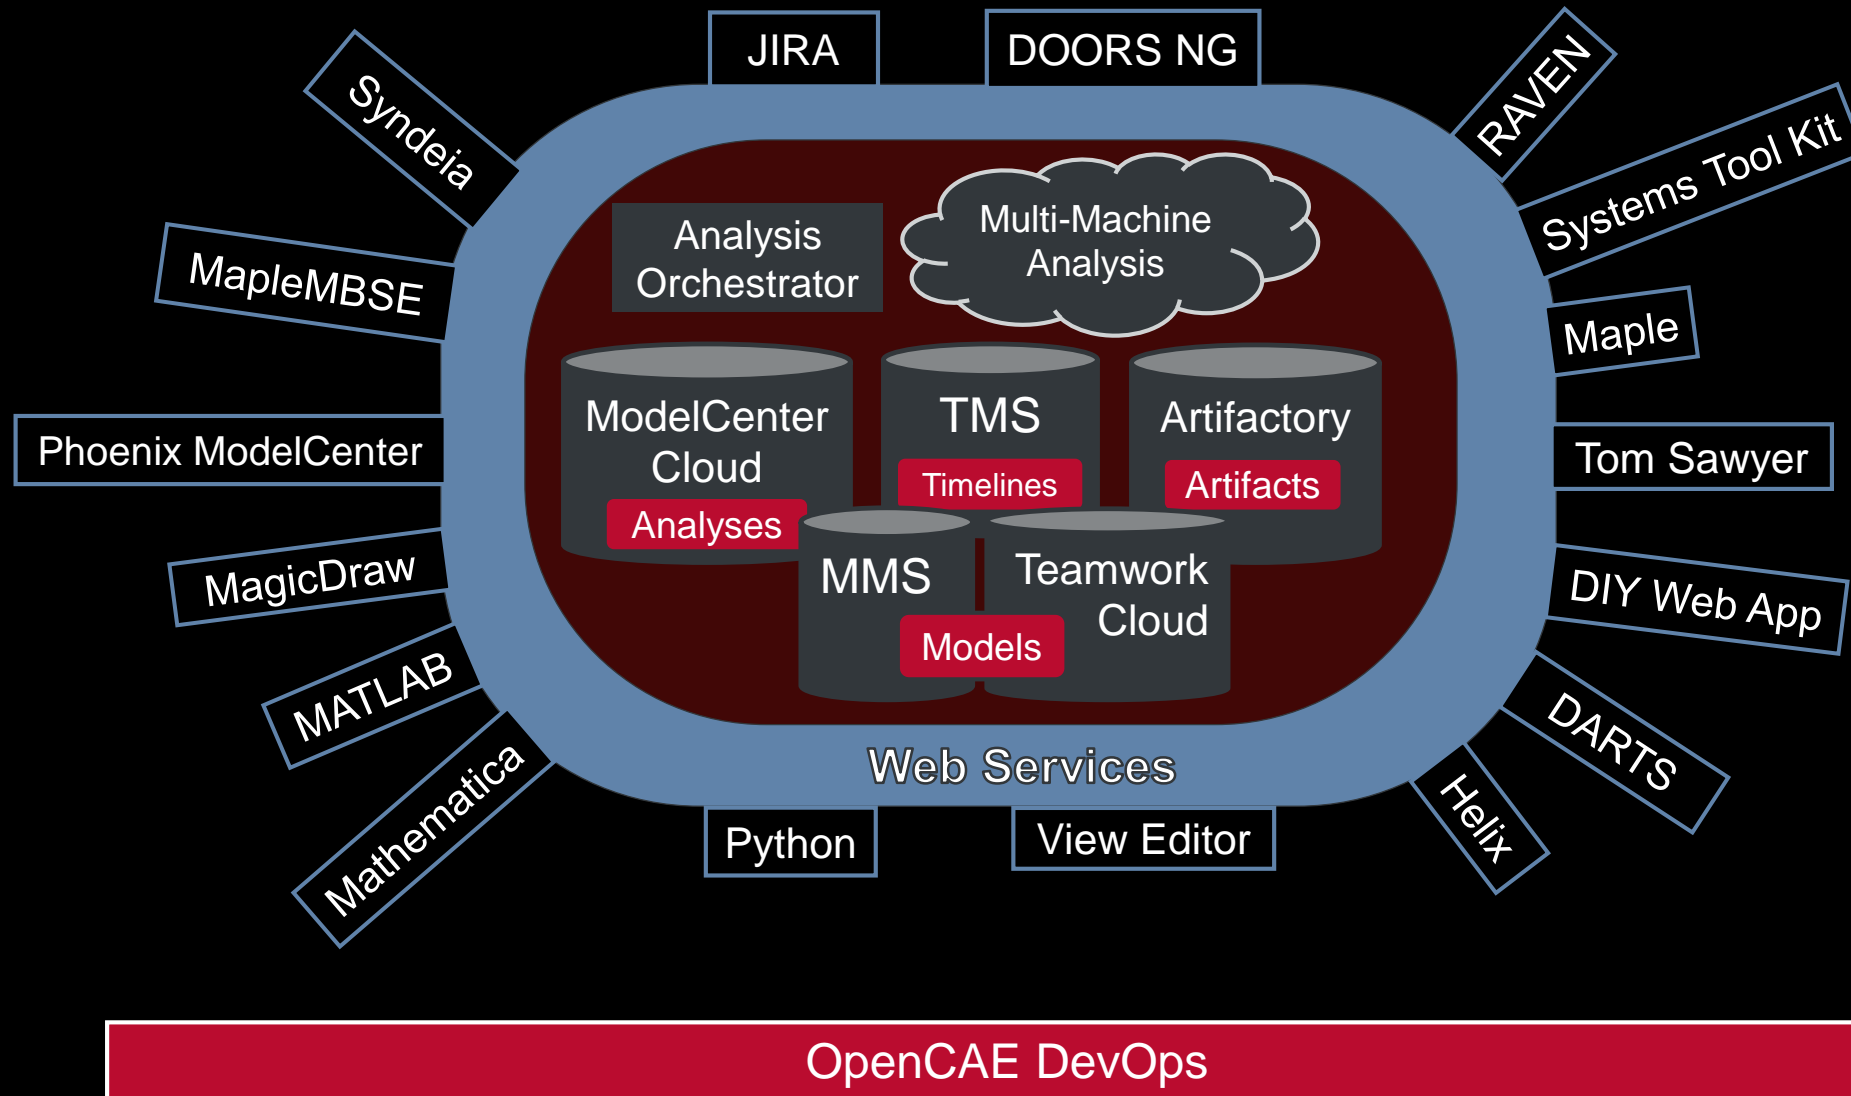 JIRA
DOORS NG
RAVEN
Syndeia
Systems Tool Kit
MapleMBSE
Maple
Phoenix ModelCenter
Tom Sawyer
MagicDraw
DIY Web App
MATLAB
DARTS
Mathematica
Helix
Analysis
Orchestrator
Multi-Machine
Analysis
ModelCenter
Cloud
Analyses
TMS
Timelines
Artifactory
Artifacts
MMS
Teamwork
Cloud
Models
Web Services
Python
View Editor
OpenCAE DevOps